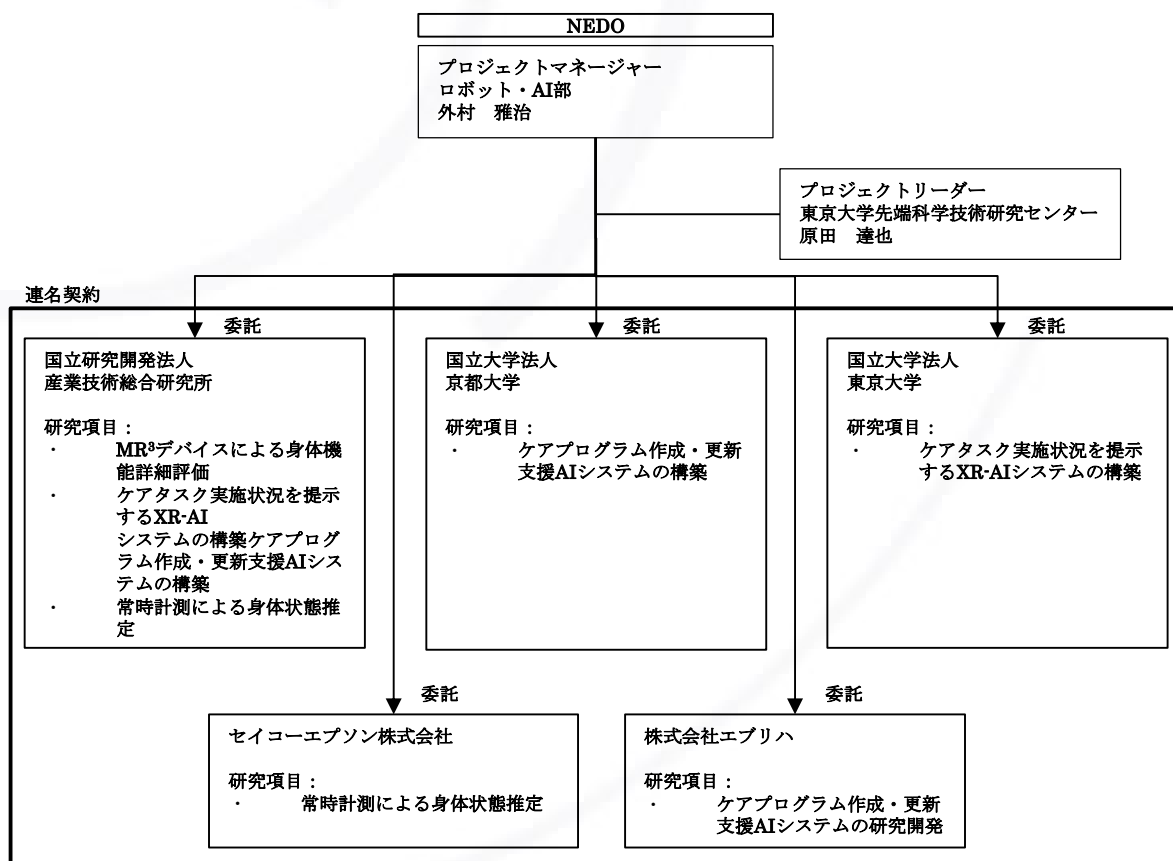 NEDO
プロジェクトマネージャー
ロボット・AI部
外村　雅治
プロジェクトリーダー
東京大学先端科学技術研究センター
原田　達也
連名契約
委託
国立研究開発法人
産業技術総合研究所
研究項目：
・ MR³デバイスによる身体機
能詳細評価
・ ケアタスク実施状況を提示
するXR-AI
システムの構築ケアプログ
ラム作成・更新支援AIシス
テムの構築
・ 常時計測による身体状態推
定
委託
国立大学法人
京都大学
研究項目：
・ ケアプログラム作成・更新
支援AIシステムの構築
委託
国立大学法人
東京大学
研究項目：
・ ケアタスク実施状況を提示
するXR-AIシステムの構築
委託
セイコーエプソン株式会社
研究項目：
・ 常時計測による身体状態推定
委託
株式会社エブリハ
研究項目：
・ ケアプログラム作成・更新
支援AIシステムの研究開発